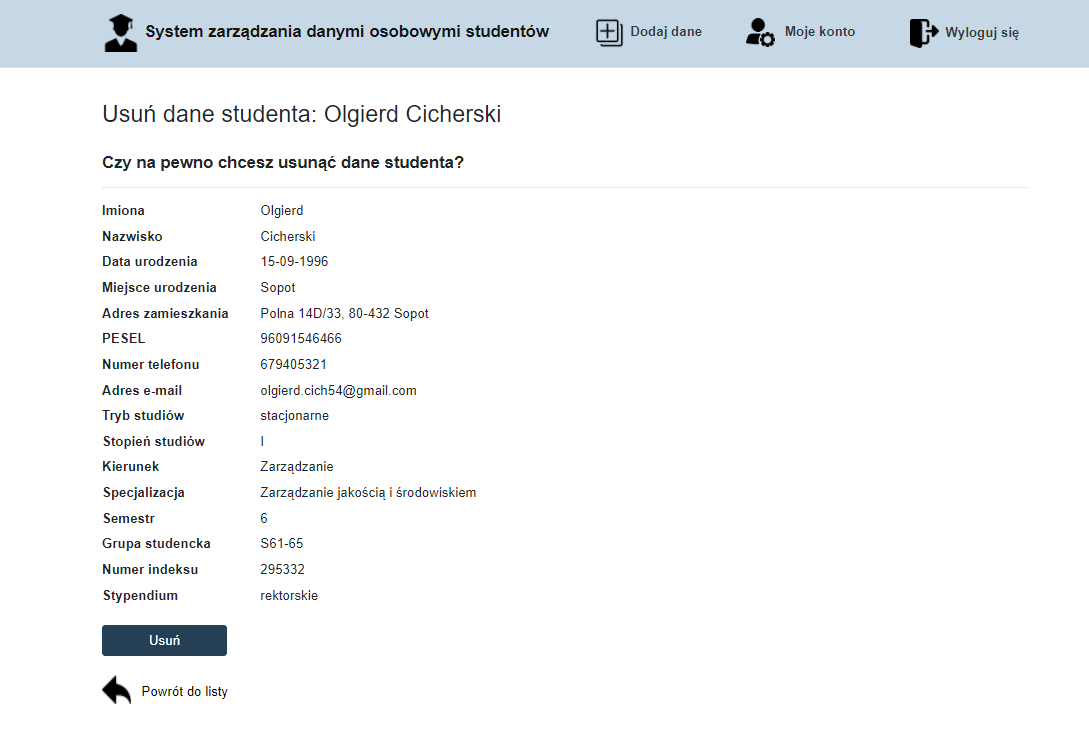 System zarządzania danymi osobowymi studentów Dodaj dane Moje konto Wyloguj się
Usuń dane studenta: Olgierd Cicherski
Czy na pewno chcesz usunąć dane studenta?
Imiona Olgierd
Nazwisko Cicherski
Data urodzenia 15-09-1996
Miejsce urodzenia Sopot
Adres zamieszkania Polna 14D/33, 80-432 Sopot
PESEL 96091546466
Numer telefonu 679405321
Adres e-mail olgierd.cich54@gmail.com
Tryb studiów stacjonarne
Stopień studiów I
Kierunek Zarządzanie
Specjalizacja Zarządzanie jakością i środowiskiem
Semestr 6
Grupa studencka S61-65
Numer indeksu 295332
Stypendium rektorskie
Usuń
Powrót do listy